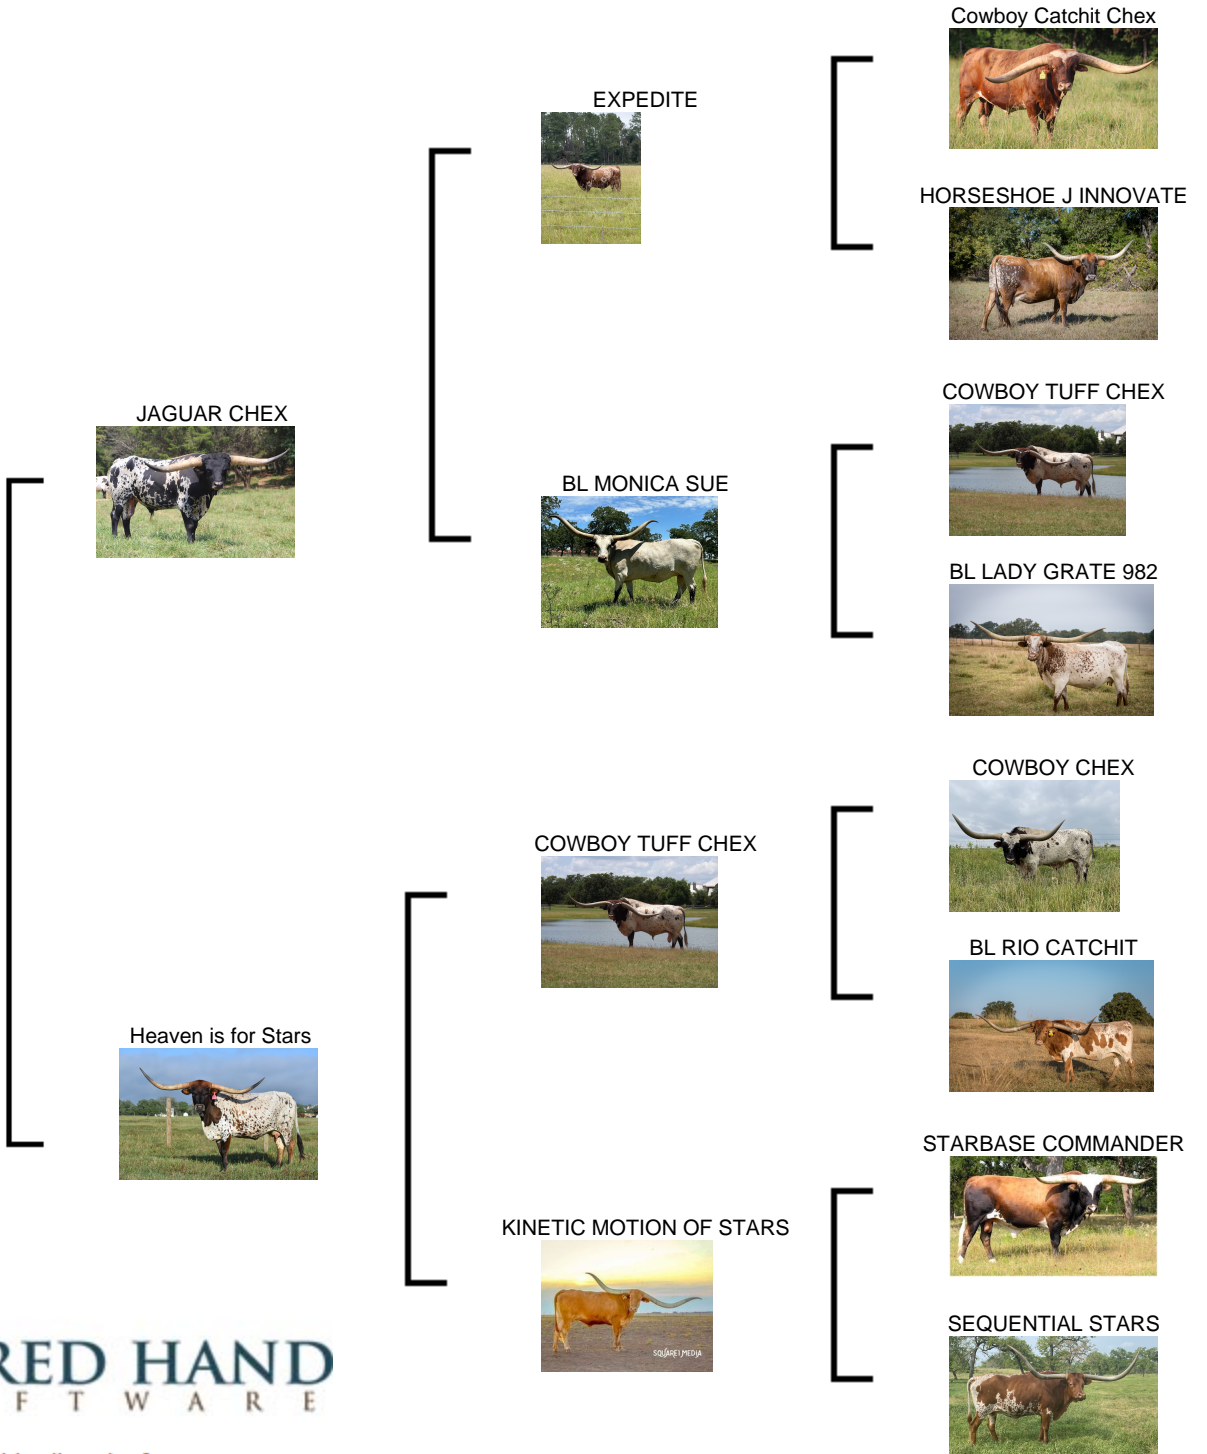 Cowboy Catchit Chex
EXPEDITE
HORSESHOE J INNOVATE
COWBOY TUFF CHEX
JAGUAR CHEX
BL MONICA SUE
BL LADY GRATE 982
COWBOY CHEX
COWBOY TUFF CHEX
BL RIO CATCHIT
Heaven is for Stars
STARBASE COMMANDER
KINETIC MOTION OF STARS
SEQUENTIAL STARS
SQUARE1MEDIA
RED HAND
F T W A R E